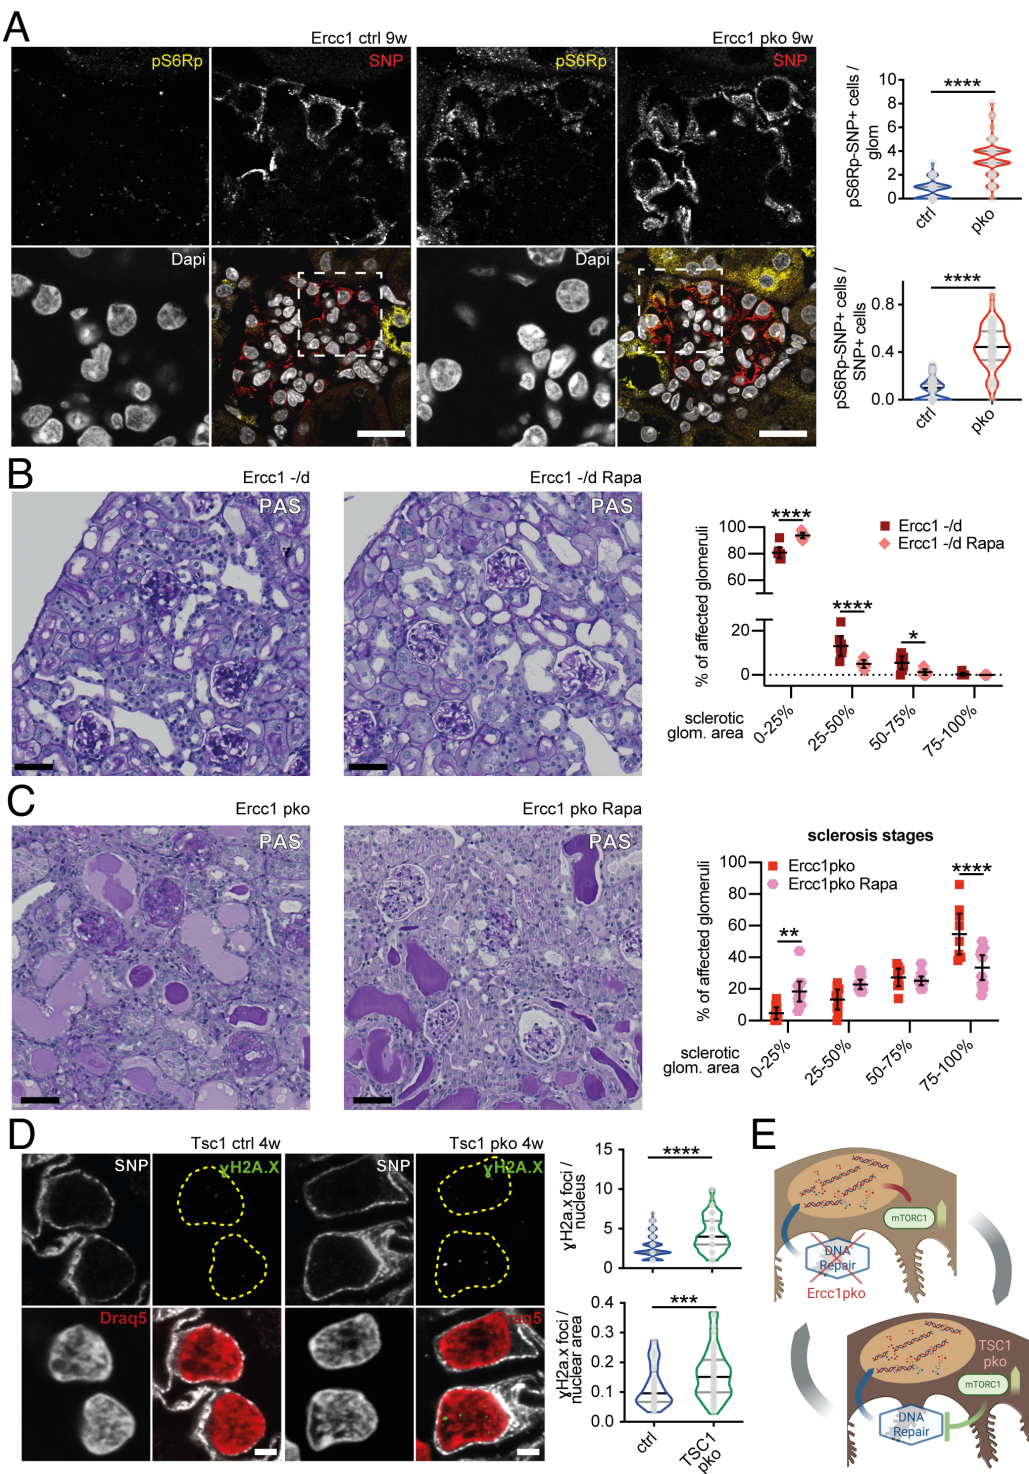 A
Ercc1 ctrl 9w
Ercc1 pko 9w
pS6Rp
SNP
pS6Rp
SNP
Dapi
Dapi
pS6Rp-SNP+ cells /
glom
10
8
6
4
2
0
****
ctrl
pko
pS6Rp-SNP+ cells /
SNP+ cells
0.8
0.4
0.0
****
ctrl
pko
B
Ercc1 -/d
Ercc1 -/d Rapa
PAS
PAS
% of affected glomeruli
100
80
60
20
0
****
****
*
Ercc1 -/d
Ercc1 -/d Rapa
sclerotic
glom. area
0-25%
25-50%
50-75%
75-100%
C
Ercc1 pko
Ercc1 pko Rapa
PAS
PAS
sclerosis stages
% of affected glomeruli
100
80
60
40
20
0
Ercc1pko
Ercc1pko Rapa
**
****
sclerotic
glom. area
0-25%
25-50%
50-75%
75-100%
D
Tsc1 ctrl 4w
Tsc1 pko 4w
SNP
ɣH2A.X
SNP
ɣH2A.X
Draq5
Draq5
ɣH2a.x foci /
nucleus
15
10
5
0
****
ɣH2a.x foci /
nuclear area
0.4
0.3
0.2
0.1
0.0
***
ctrl
TSC1
pko
E
mTORC1
DNA
Repair
Ercc1pko
TSC1
pko
mTORC1
DNA
Repair